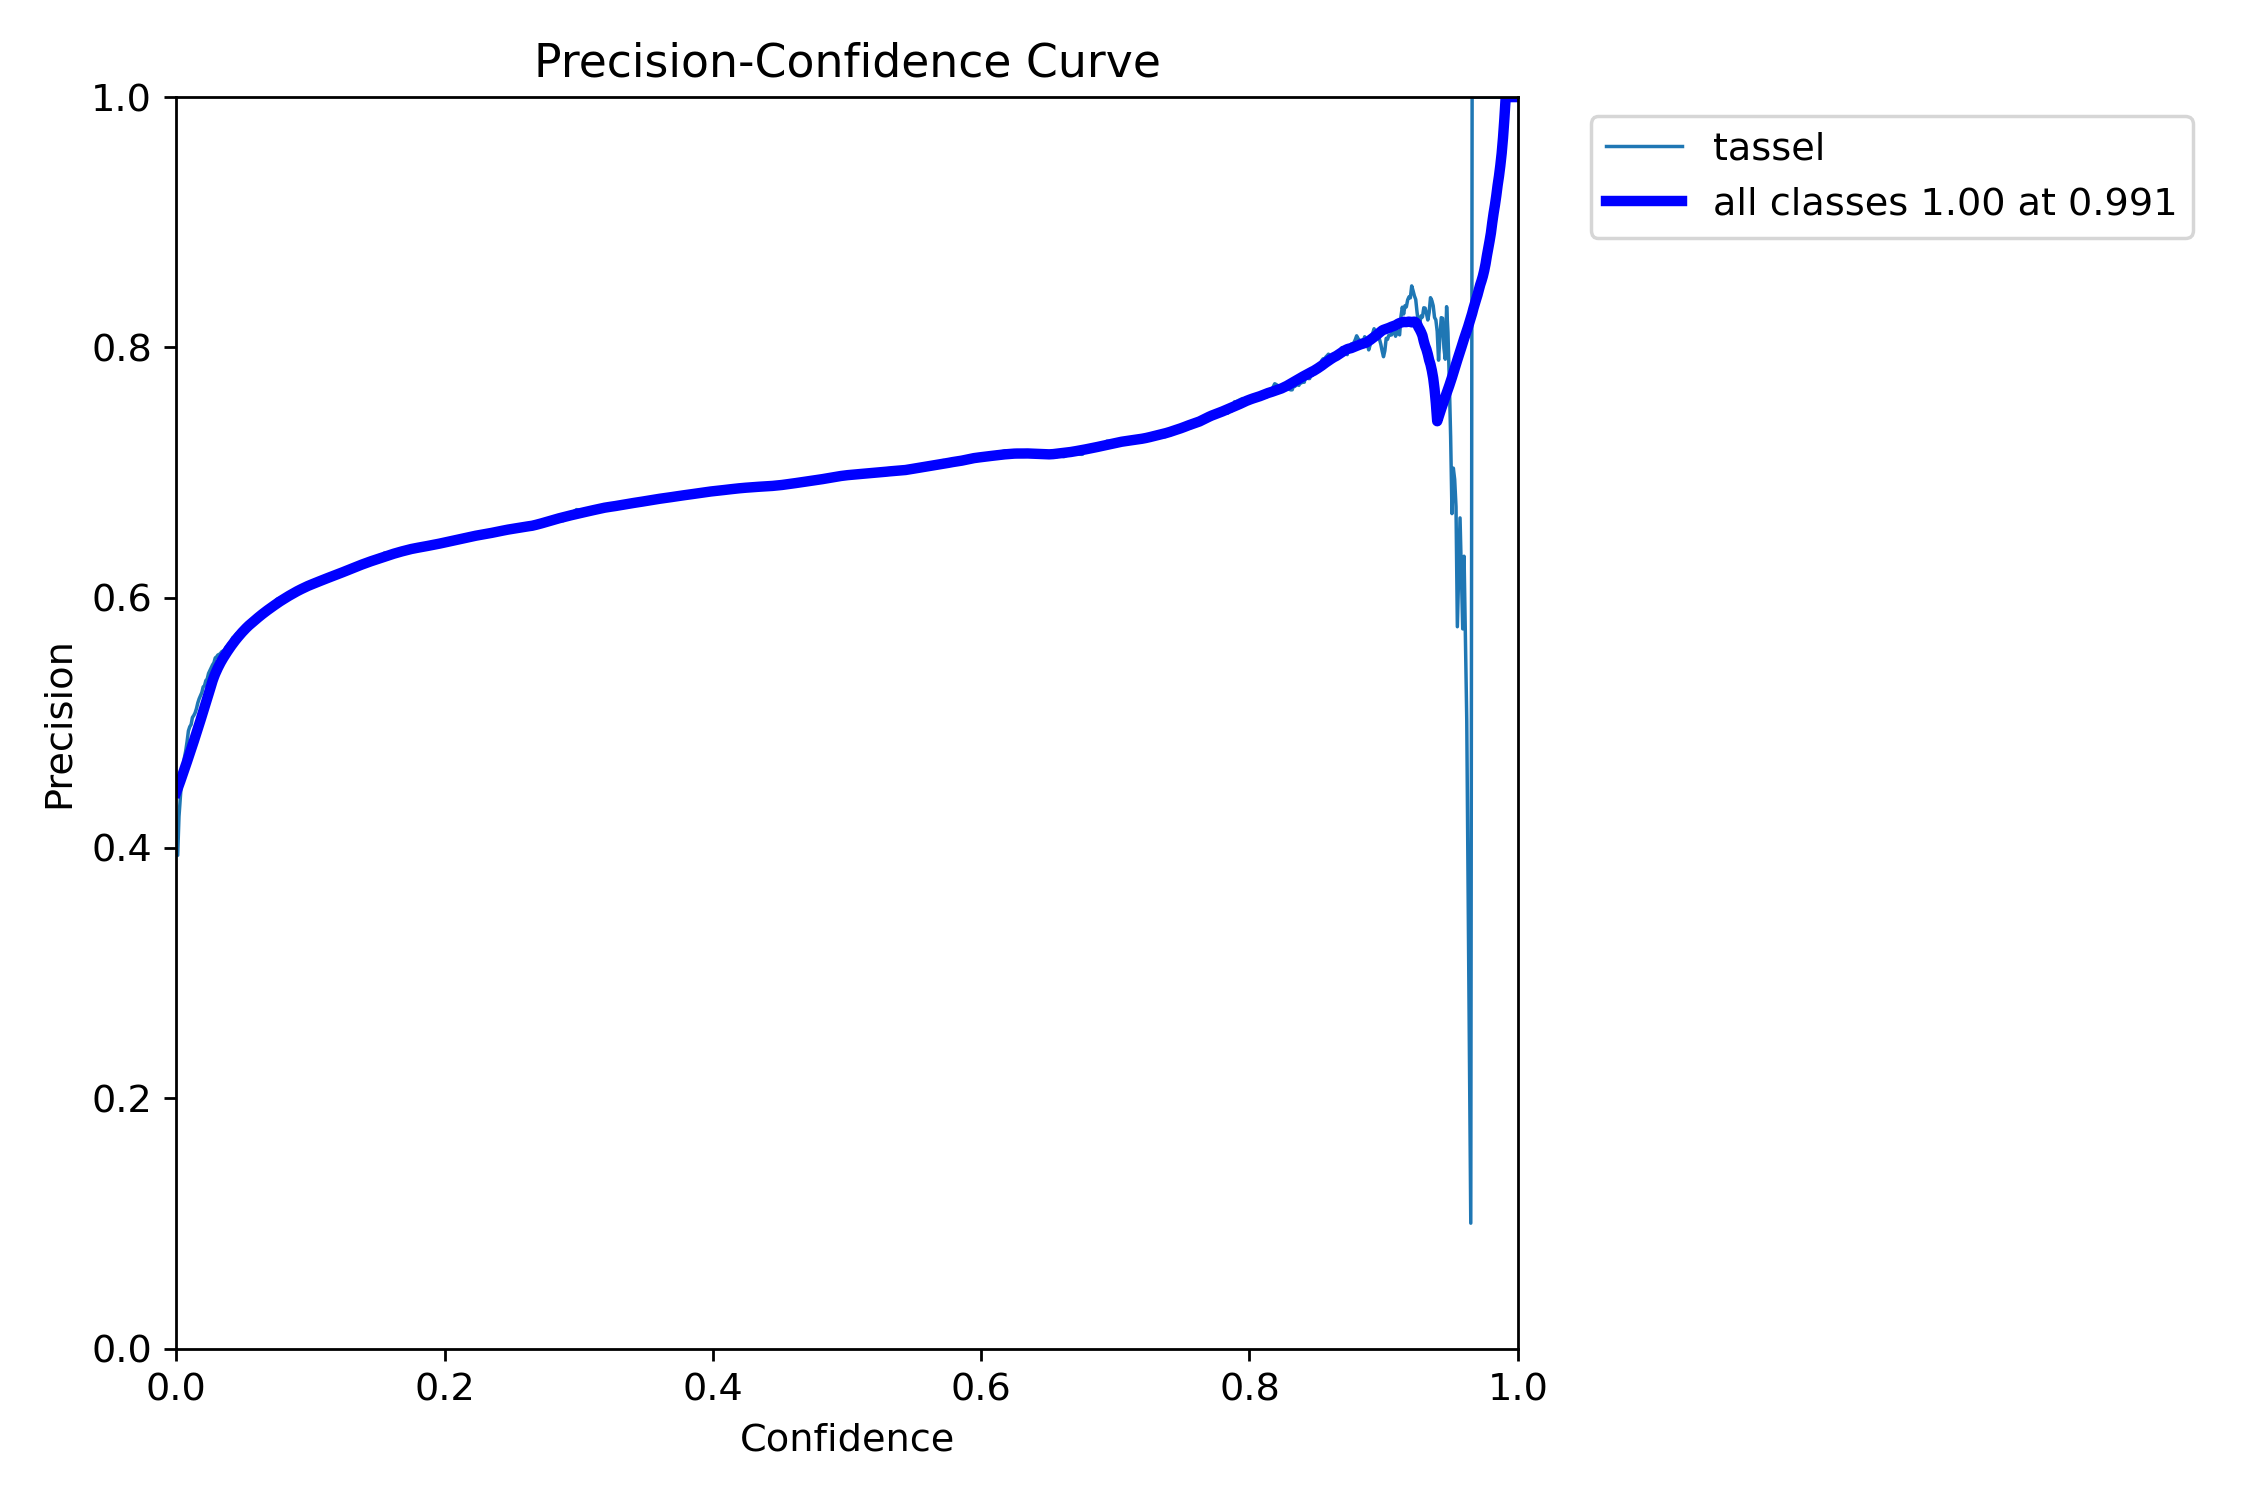 Precision-Confidence Curve
1.0
0.8
0.6
0.4
0.2
0.0
Precision
0.0 0.2 0.4 0.6 0.8 1.0
Confidence
tassel
all classes 1.00 at 0.991